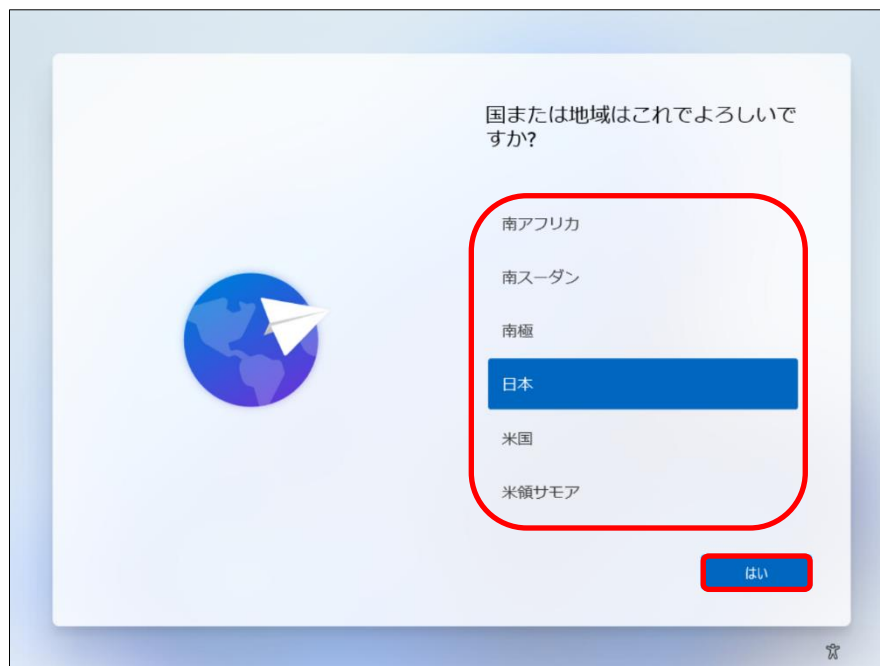 国または地域はこれでよろしいで
すか?
南アフリカ
南スーダン
南極
日本
米国
米領サモア
はい